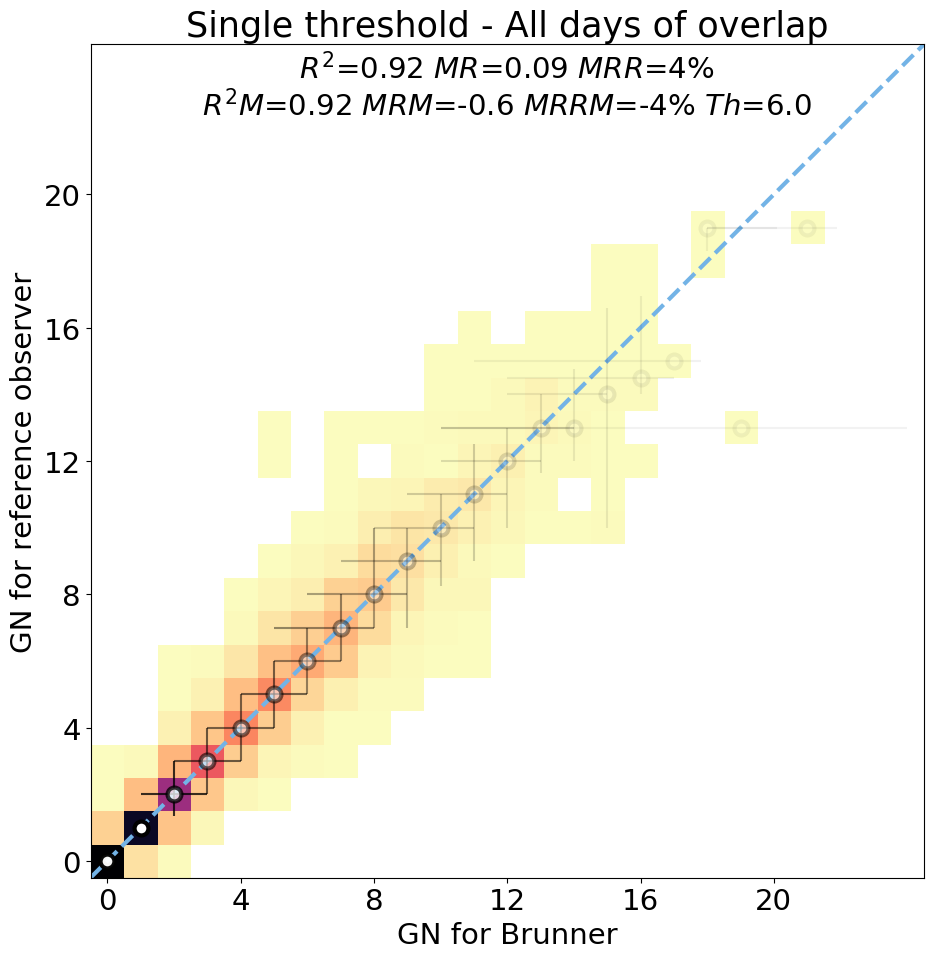 Single threshold - All days of overlap
R²=0.92 MR=0.09 MRR=4%
R²M=0.92 MRM=-0.6 MRRM=-4% Th=6.0
GN for reference observer
20
16
12
8
4
0
0 4 8 12 16 20
GN for Brunner